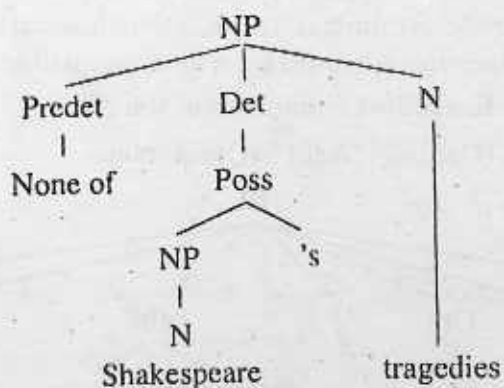 NP
Predet Det N
None of Poss
NP 's
N
Shakespeare tragedies